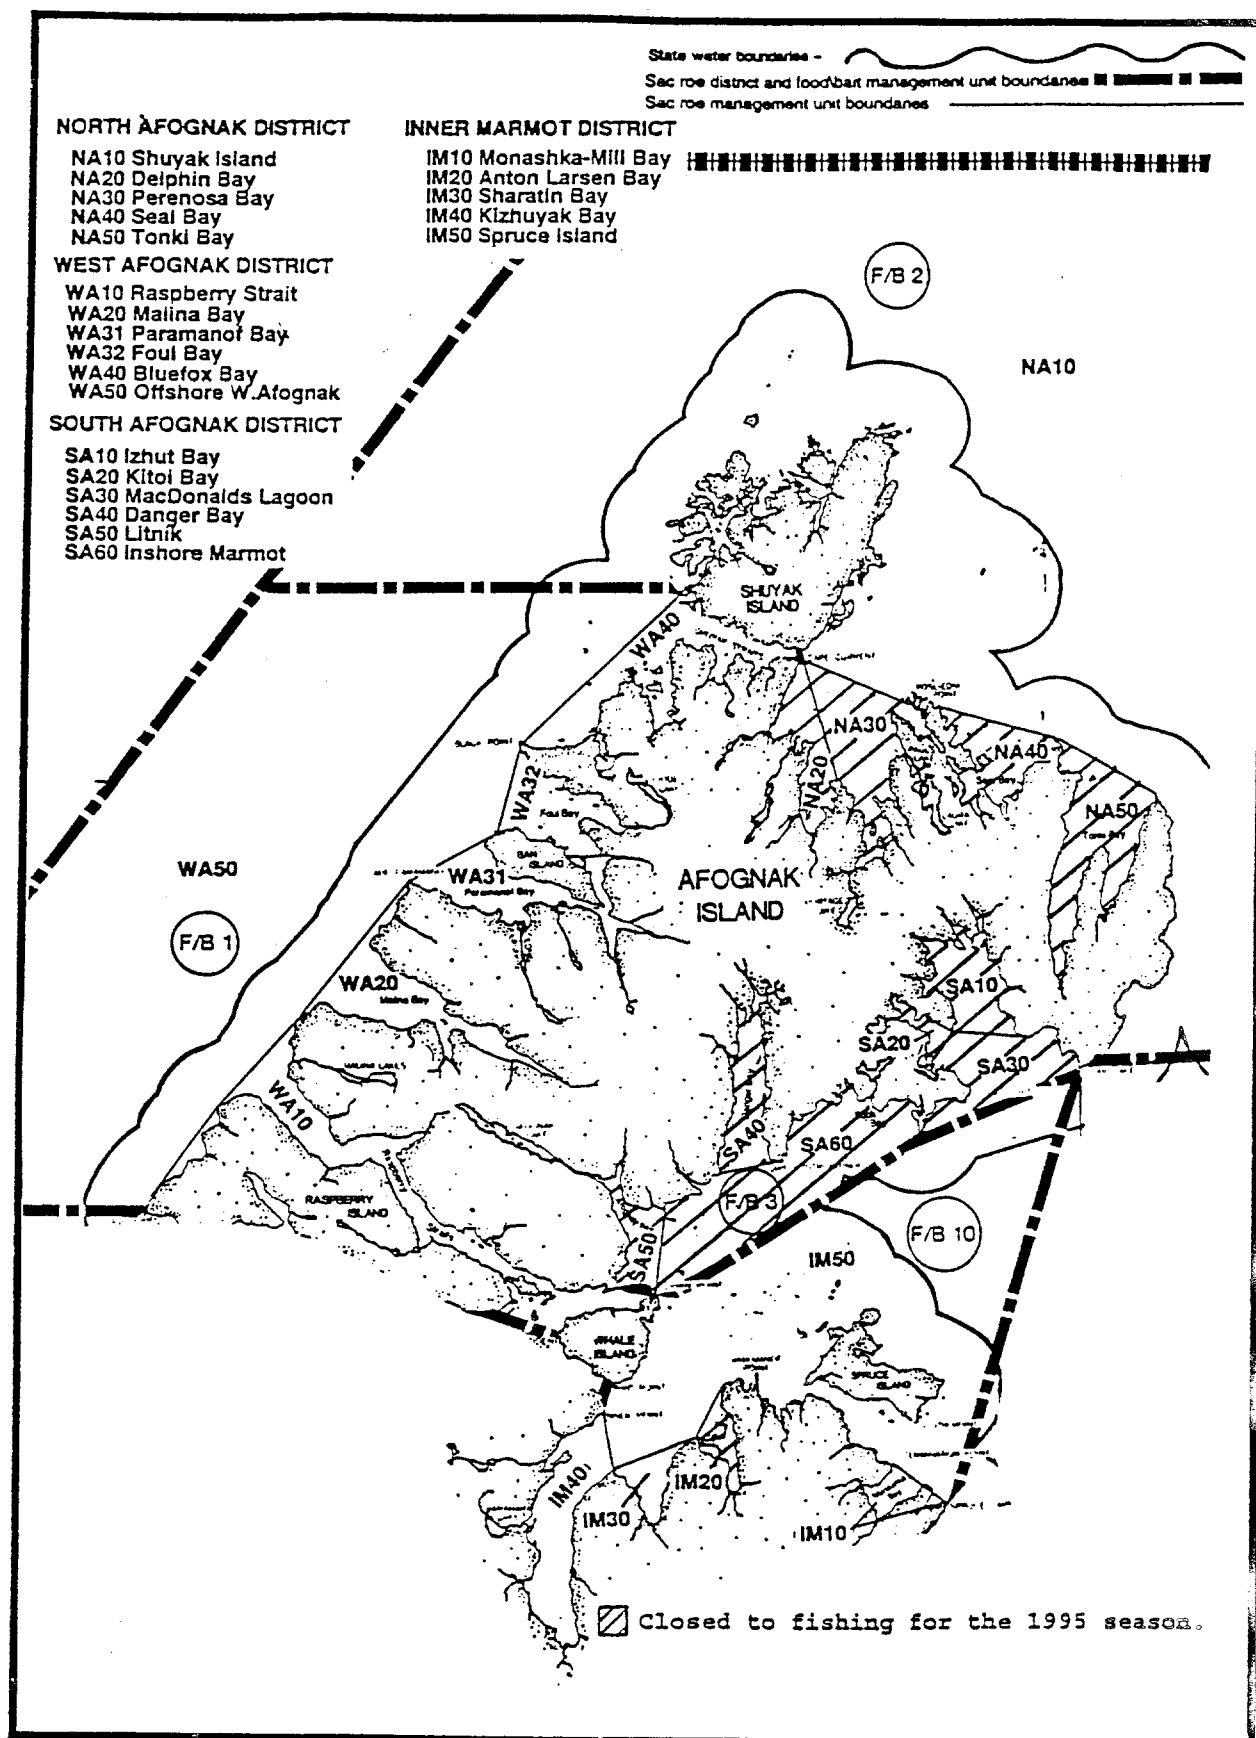 State water boundaries -
Sac roe district and food\bait management unit boundaries
Sac roe management unit boundaries
NORTH AFOGNAK DISTRICT
NA10 Shuyak Island
NA20 Delphin Bay
NA30 Perenosa Bay
NA40 Seal Bay
NA50 Tonki Bay
WEST AFOGNAK DISTRICT
WA10 Raspberry Strait
WA20 Malina Bay
WA31 Paramanof Bay
WA32 Foul Bay
WA40 Bluefox Bay
WA50 Offshore W.Afognak
SOUTH AFOGNAK DISTRICT
SA10 Izhut Bay
SA20 Kitoi Bay
SA30 MacDonalds Lagoon
SA40 Danger Bay
SA50 Litnik
SA60 Inshore Marmot
INNER MARMOT DISTRICT
IM10 Monashka-Mill Bay
IM20 Anton Larsen Bay
IM30 Sharatin Bay
IM40 Kizhuyak Bay
IM50 Spruce Island
F/B 2
NA10
SHUYAK
ISLAND
WA40
NA30
NA40
NA20
NA50
Tonki Bay
WA32
Foul Bay
BAN
ISLAND
WA31
Paramanof Bay
WA50
F/B 1
AFOGNAK
ISLAND
WA20
Malina Bay
MALINA LAKES
SA10
SA20
SA30
WA10
SA40
SA60
RASPBERRY
ISLAND
F/B 3
F/B 10
SA50
IM50
WHALE
ISLAND
SPRUCE
ISLAND
IM40
IM20
IM30
IM10
Closed to fishing for the 1995 season.